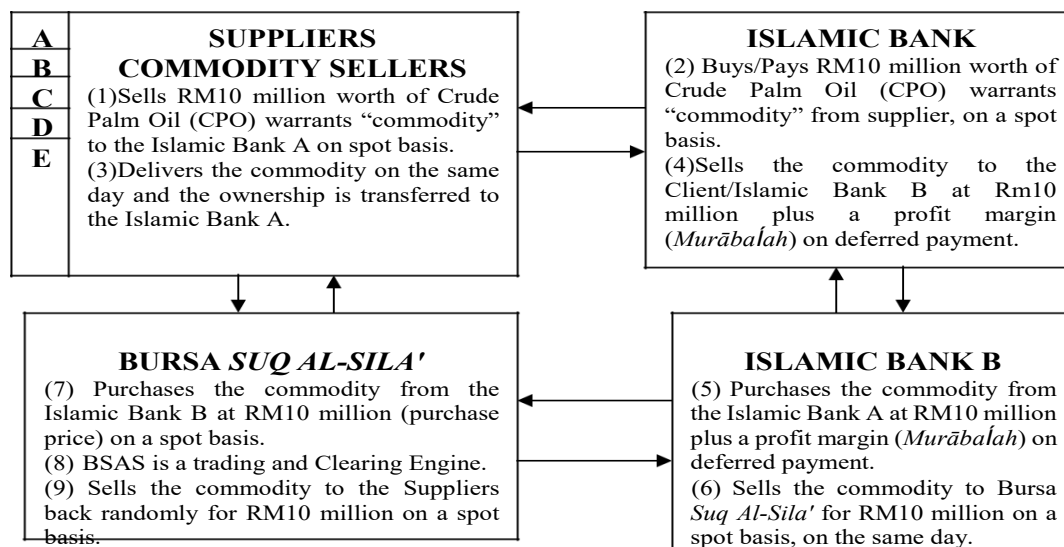 A
B
C
D
E
SUPPLIERS
COMMODITY SELLERS
(1)Sells RM10 million worth of Crude
Palm Oil (CPO) warrants “commodity”
to the Islamic Bank A on spot basis.
(3)Delivers the commodity on the same
day and the ownership is transferred to
the Islamic Bank A.
ISLAMIC BANK
(2) Buys/Pays RM10 million worth of
Crude Palm Oil (CPO) warrants
“commodity” from supplier, on a spot
basis.
(4)Sells the commodity to the
Client/Islamic Bank B at Rm10
million plus a profit margin
(Murābaĺah) on deferred payment.
BURSA SUQ AL-SILA'
(7) Purchases the commodity from the
Islamic Bank B at RM10 million (purchase
price) on a spot basis.
(8) BSAS is a trading and Clearing Engine.
(9) Sells the commodity to the Suppliers
back randomly for RM10 million on a spot
basis.
ISLAMIC BANK B
(5) Purchases the commodity from
the Islamic Bank A at RM10 million
plus a profit margin (Murābaĺah) on
deferred payment.
(6) Sells the commodity to Bursa
Suq Al-Sila' for RM10 million on a
spot basis, on the same day.